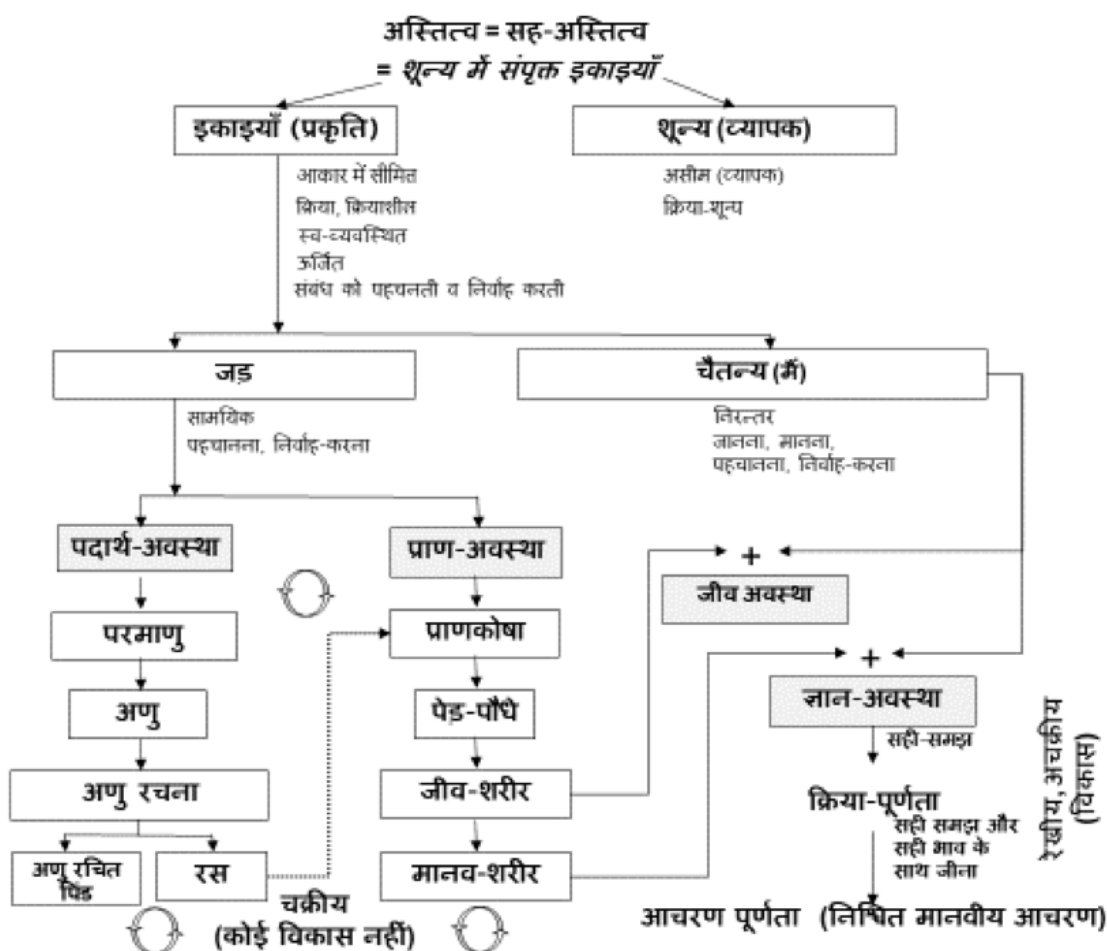 अस्तित्व = सह-अस्तित्व
= शून्य में संपृक्त इकाइयाँ
इकाइयाँ (प्रकृति)
शून्य (व्यापक)
आकार में सीमित
क्रिया, क्रियाशील
स्व-व्यवस्थित
ऊर्जित
संबंध को पहचनती व निर्वाह करती
असीम (व्यापक)
क्रिया-शून्य
जड़
चैतन्य (मैं)
सामयिक
पहचानना, निर्वाह-करना
निरन्तर
जानना, मानना,
पहचानना, निर्वाह-करना
पदार्थ-अवस्था
प्राण-अवस्था
+
जीव अवस्था
परमाणु
प्राणकोषा
+
अणु
पेड़-पौधे
ज्ञान-अवस्था
सही-समझ
अणु रचना
जीव-शरीर
क्रिया-पूर्णता
सही समझ और
सही भाव के
साथ जीना
रेखीय, अचक्रीय
(विकास)
अणु रचित
पिंड
रस
मानव-शरीर
चक्रीय
(कोई विकास नहीं)
आचरण पूर्णता (निश्चित मानवीय आचरण)